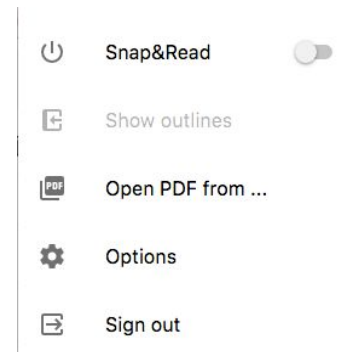 Snap&Read
Show outlines
PDF
Open PDF from ...
Options
Sign out